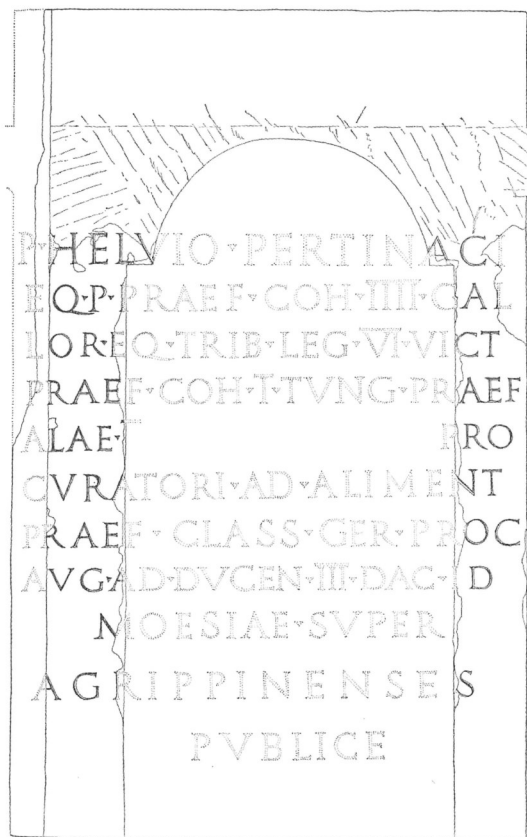 P·HELVIO·PERTINACI
EQ·P·PRAEF·COH·IIII·GAL
LOR·EQ·TRIB·LEG·VI·VICT
PRAEF·COH·I·TVNG·PRAEF
ALAE· PRO
CVRATORI·AD·ALIMENT
PRAEF·CLASS·GER·PROC
AVG·AD·DVCEN·III·DAC·ID
MOESIAE·SVPER
AGRIPPINENSES
PVBLICE